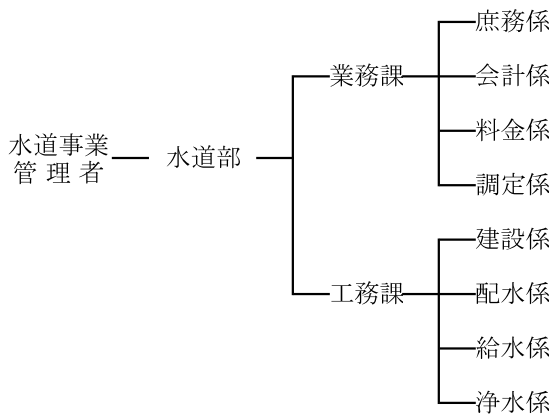 水道事業
管理者
水道部
業務課
庶務係
会計係
料金係
調定係
工務課
建設係
配水係
給水係
浄水係